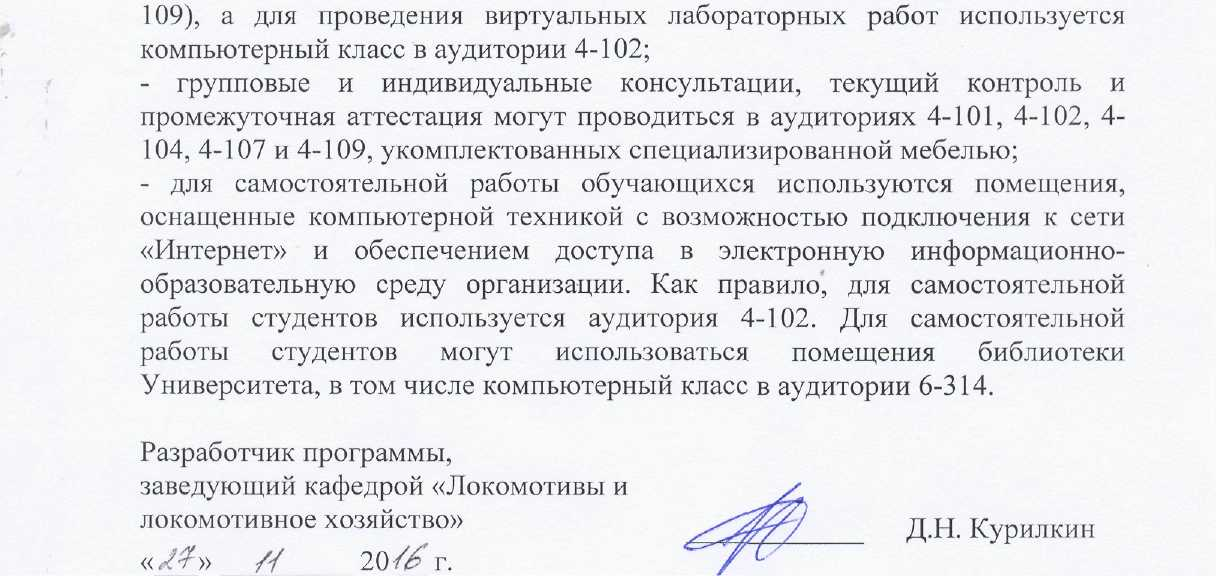 109), а для проведения виртуальных лабораторных работ используется
компьютерный класс в аудитории 4-102;
- групповые и индивидуальные консультации, текущий контроль и
промежуточная аттестация могут проводиться в аудиториях 4-101, 4-102, 4-
104, 4-107 и 4-109, укомплектованных специализированной мебелью;
- для самостоятельной работы обучающихся используются помещения,
оснащенные компьютерной техникой с возможностью подключения к сети
«Интернет» и обеспечением доступа в электронную информационно-
образовательную среду организации. Как правило, для самостоятельной
работы студентов используется аудитория 4-102. Для самостоятельной
работы студентов могут использоваться помещения библиотеки
Университета, в том числе компьютерный класс в аудитории 6-314.
Разработчик программы,
заведующий кафедрой «Локомотивы и
локомотивное хозяйство»
Д.Н. Курилкин
«27» 11 2016 г.